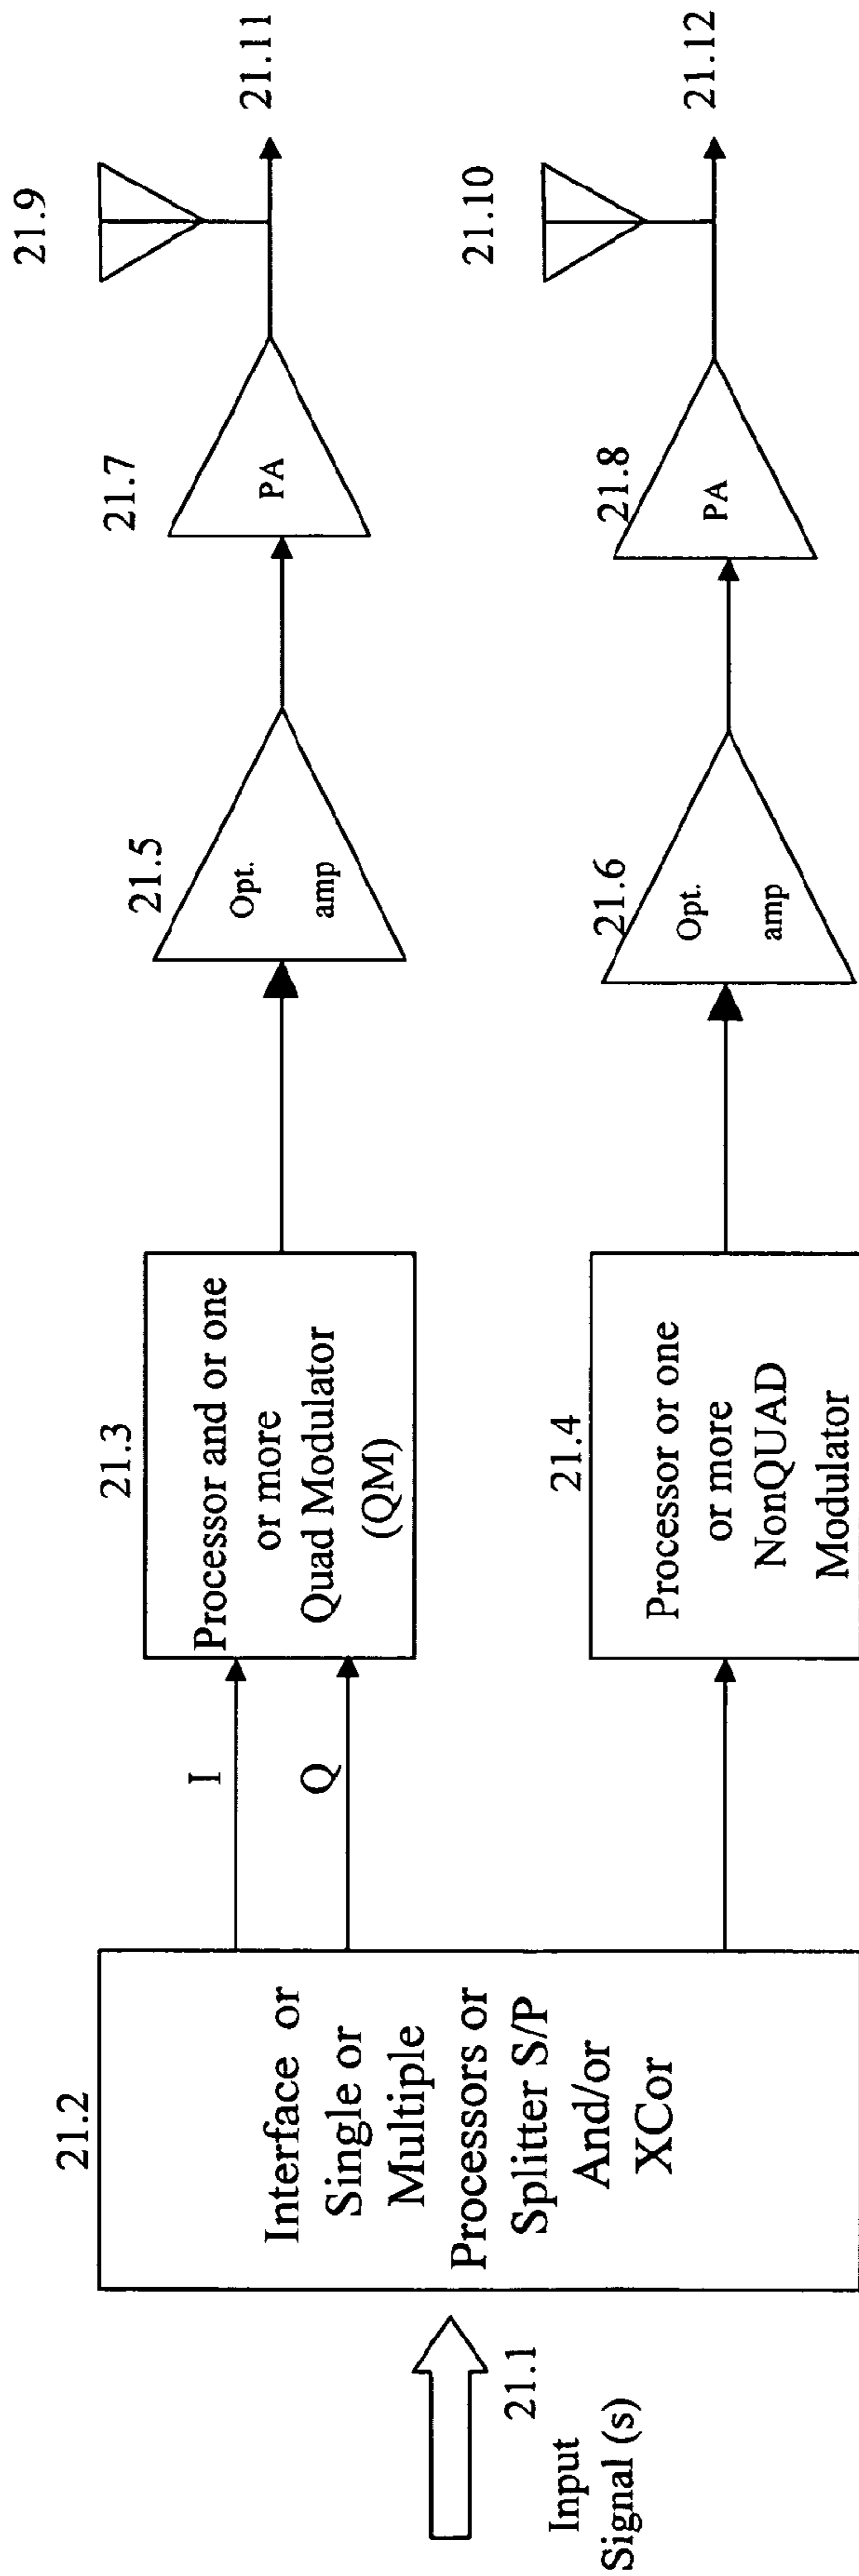 21.1
Input
Signal (s)
21.2
Interface or
Single or
Multiple
Processors or
Splitter S/P
And/or
XCor
I
Q
21.3
Processor and or one
or more
Quad Modulator
(QM)
21.5
Opt.
amp
21.7
PA
21.9
21.11
21.4
Processor or one
or more
NonQUAD
Modulator
21.6
Opt.
amp
21.8
PA
21.10
21.12